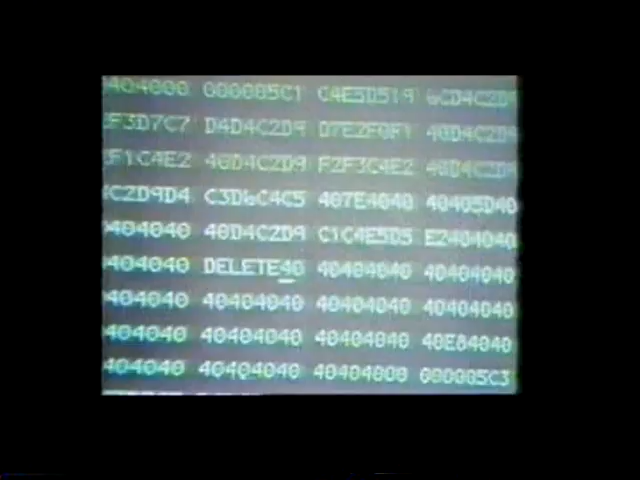 404000 000005C1 C4E5D519 6CD4C2D9
F3D7C7 D4D4C2D9 D7E2F0F1 40D4C2D9
F1C4E2 40D4C2D9 F2F3C4E2 40D4C2D9
C2D9D4 C3D6C4C5 407E4040 40405D40
404040 40D4C2D9 C1C4E5D5 E2404040
404040 DELETE40 40404040 40404040
404040 40404040 40404040 40404040
404040 40404040 40404040 40E84040
404040 40404040 40404000 000005C3